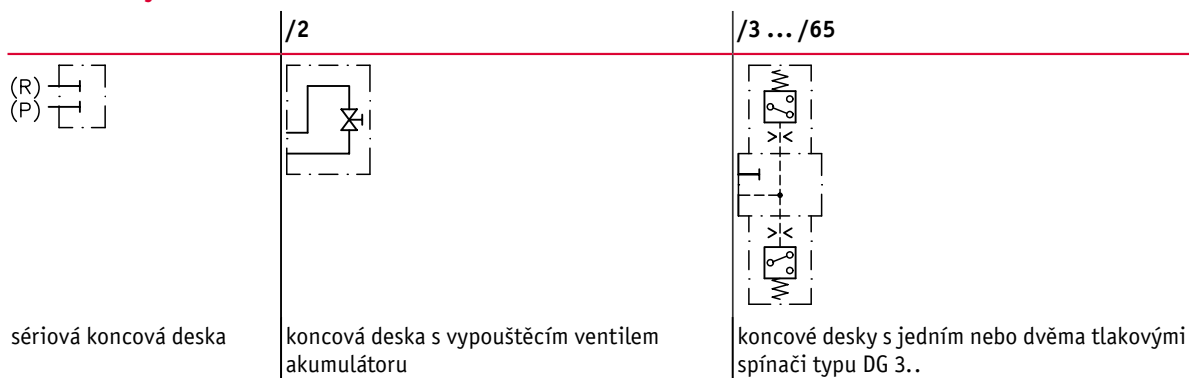 /2
/3 ... /65
(R)
(P)
sériová koncová deska
koncová deska s vypouštěcím ventilem
akumulátoru
koncové desky s jedním nebo dvěma tlakovými
spínači typu DG 3..